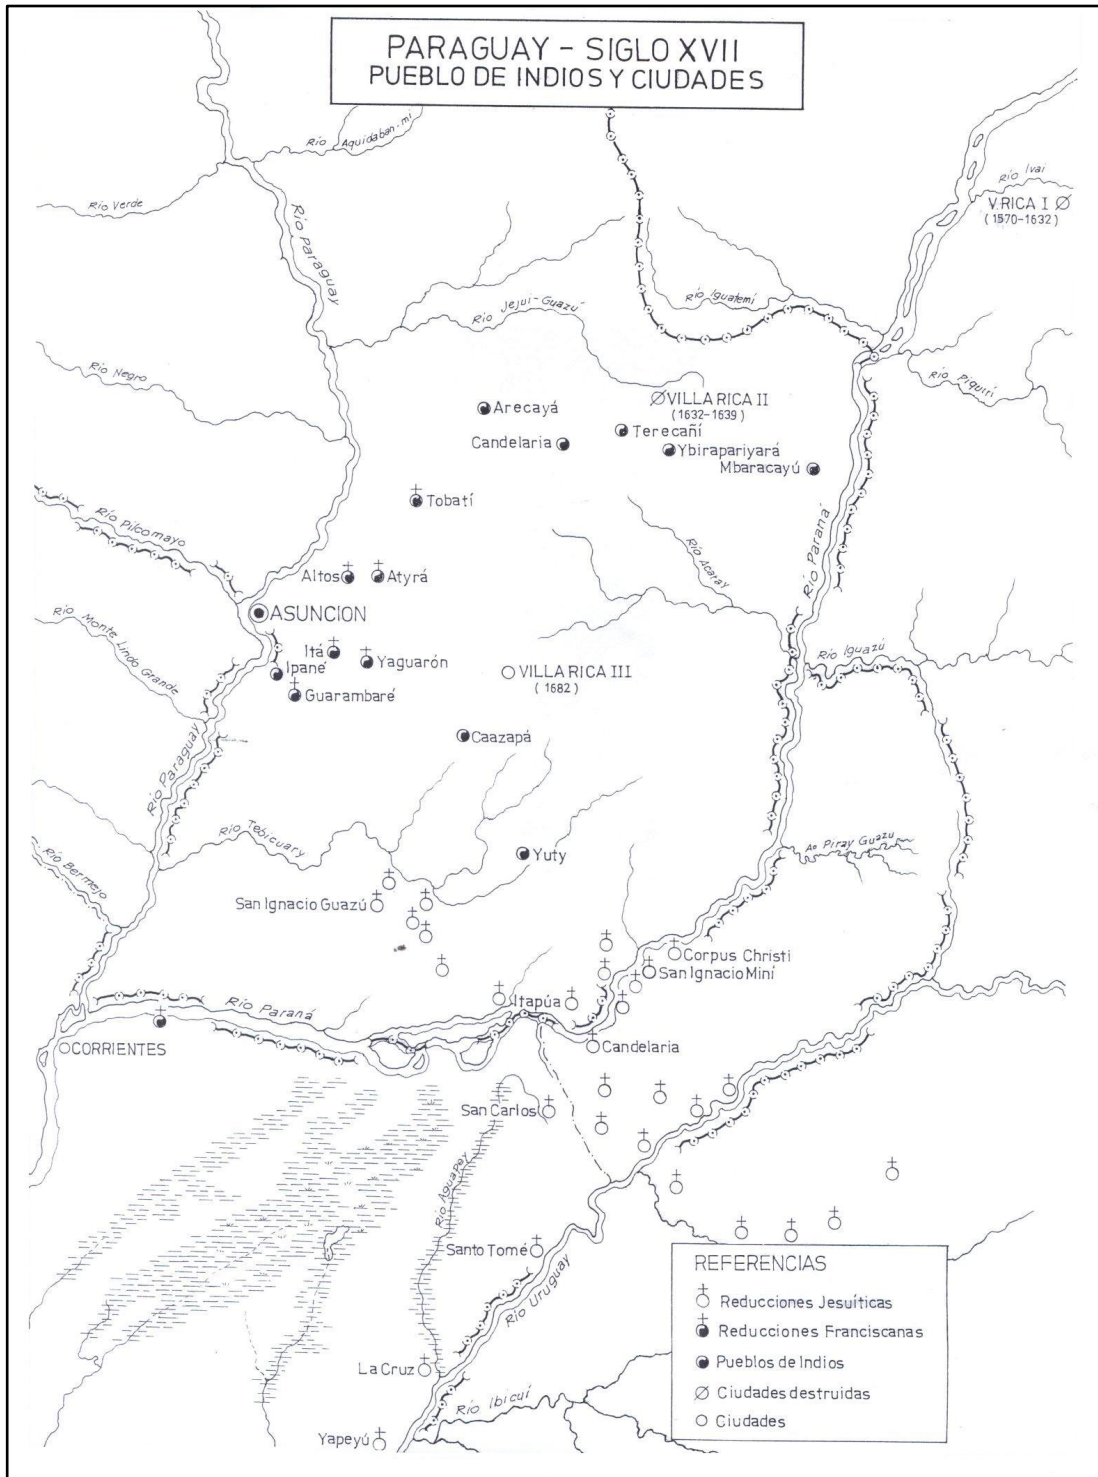 PARAGUAY - SIGLO XVII
PUEBLO DE INDIOS Y CIUDADES
Río Aquidaban-mi
Río Ivai
V.RICA I
(1570-1632)
Río Verde
Río Paraguay
Río Iguatemí
Río Jejui-Guazú
Río Negro
Río Piquirí
VILLA RICA II
(1632-1639)
Arecayá
Terecañí
Candelaria
Ybirapariyará
Mbaracayú
Tobatí
Río Pilcomayo
Río Paraná
Río Acaray
Altos
Atyrá
ASUNCION
Río Monte Lindo Grande
Itá
Yaguarón
Ipané
Guarambaré
VILLA RICA III
(1682)
Río Iguazú
Caazapá
Río Paraguay
Río Tebicuary
Yuty
Ao Piray Guazu
Río Bermejo
San Ignacio Guazú
Corpus Christi
San Ignacio Miní
Itapúa
Río Paraná
CORRIENTES
Candelaria
San Carlos
Río Aguapey
Santo Tomé
Río Uruguay
La Cruz
Río Ibicuí
Yapeyú
REFERENCIAS
Reducciones Jesuíticas
Reducciones Franciscanas
Pueblos de Indios
Ciudades destruidas
Ciudades